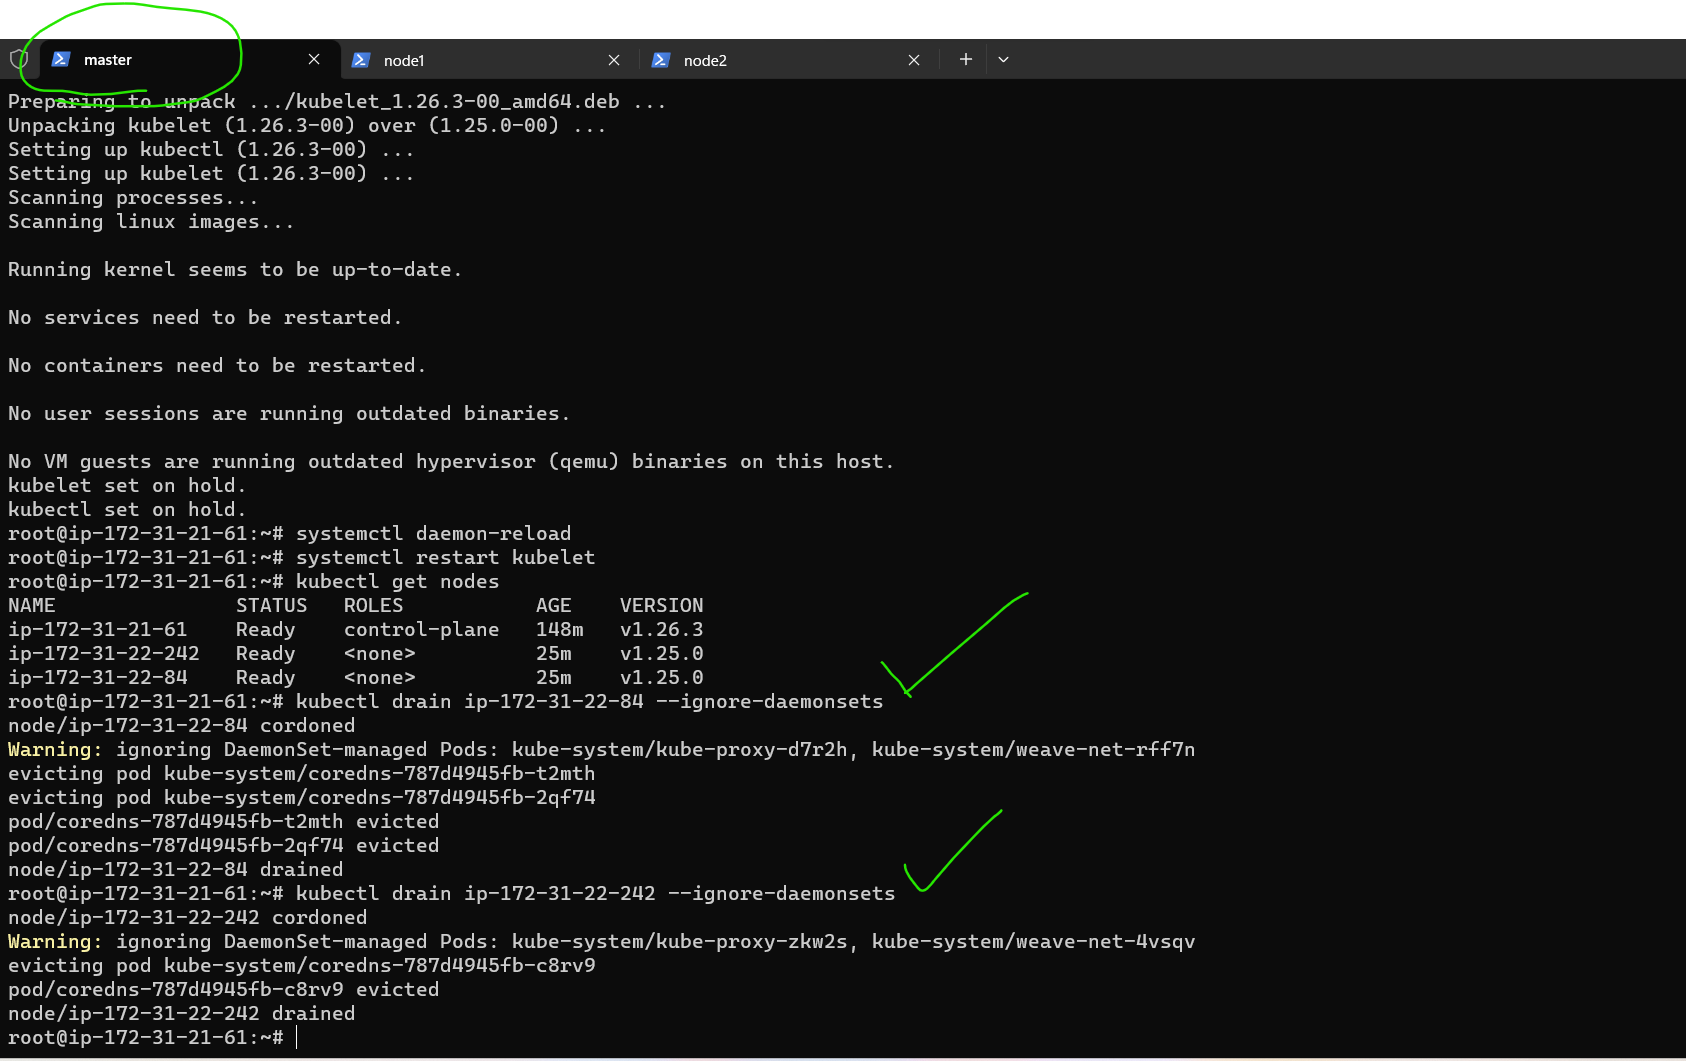 master node1 node2
Preparing to unpack .../kubelet_1.26.3-00_amd64.deb ...
Unpacking kubelet (1.26.3-00) over (1.25.0-00) ...
Setting up kubectl (1.26.3-00) ...
Setting up kubelet (1.26.3-00) ...
Scanning processes...
Scanning linux images...
Running kernel seems to be up-to-date.
No services need to be restarted.
No containers need to be restarted.
No user sessions are running outdated binaries.
No VM guests are running outdated hypervisor (qemu) binaries on this host.
kubelet set on hold.
kubectl set on hold.
root@ip-172-31-21-61:~# systemctl daemon-reload
root@ip-172-31-21-61:~# systemctl restart kubelet
root@ip-172-31-21-61:~# kubectl get nodes
NAME STATUS ROLES AGE VERSION
ip-172-31-21-61 Ready control-plane 148m v1.26.3
ip-172-31-22-242 Ready <none> 25m v1.25.0
ip-172-31-22-84 Ready <none> 25m v1.25.0
root@ip-172-31-21-61:~# kubectl drain ip-172-31-22-84 --ignore-daemonsets
node/ip-172-31-22-84 cordoned
Warning: ignoring DaemonSet-managed Pods: kube-system/kube-proxy-d7r2h, kube-system/weave-net-rff7n
evicting pod kube-system/coredns-787d4945fb-t2mth
evicting pod kube-system/coredns-787d4945fb-2qf74
pod/coredns-787d4945fb-t2mth evicted
pod/coredns-787d4945fb-2qf74 evicted
node/ip-172-31-22-84 drained
root@ip-172-31-21-61:~# kubectl drain ip-172-31-22-242 --ignore-daemonsets
node/ip-172-31-22-242 cordoned
Warning: ignoring DaemonSet-managed Pods: kube-system/kube-proxy-zkw2s, kube-system/weave-net-4vsqv
evicting pod kube-system/coredns-787d4945fb-c8rv9
pod/coredns-787d4945fb-c8rv9 evicted
node/ip-172-31-22-242 drained
root@ip-172-31-21-61:~#